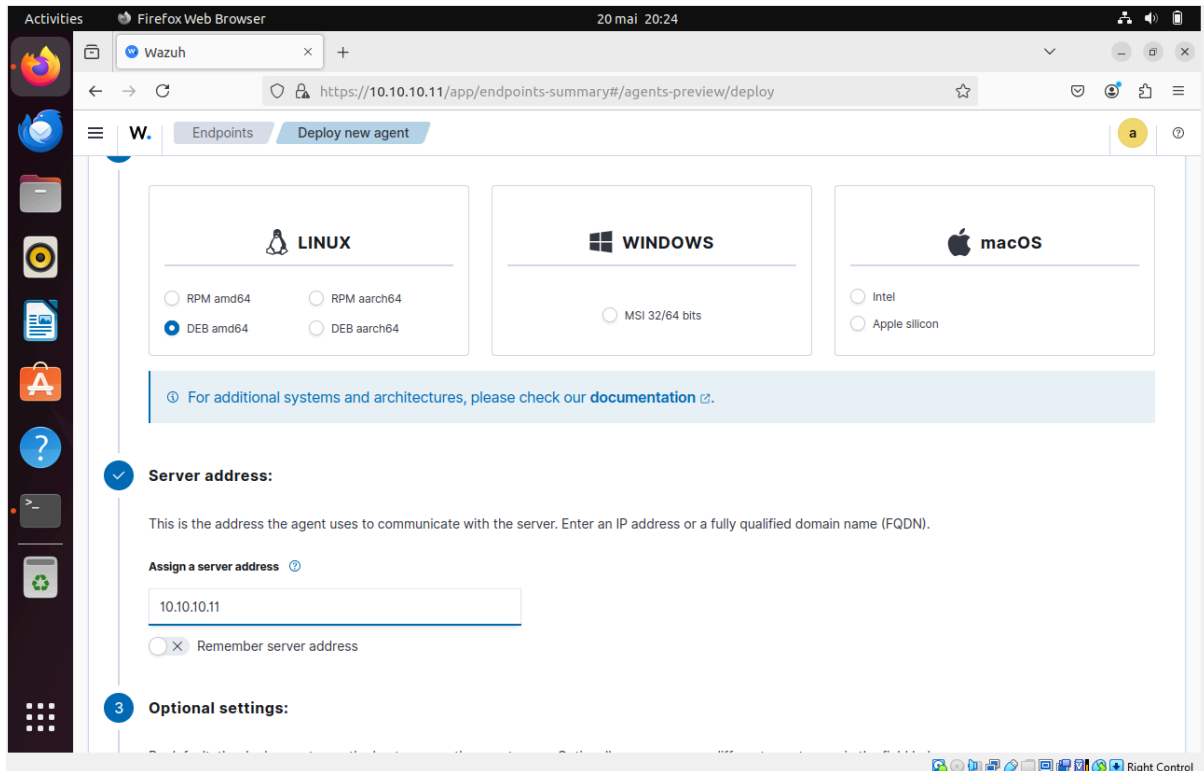 Activities Firefox Web Browser 20 mai 20:24
Wazuh
https://10.10.10.11/app/endpoints-summary#/agents-preview/deploy
W. Endpoints Deploy new agent a
LINUX WINDOWS macOS
RPM amd64 RPM aarch64 MSI 32/64 bits Intel
DEB amd64 DEB aarch64 Apple silicon
For additional systems and architectures, please check our documentation.
Server address:
This is the address the agent uses to communicate with the server. Enter an IP address or a fully qualified domain name (FQDN).
Assign a server address
10.10.10.11
Remember server address
3 Optional settings:
Right Control